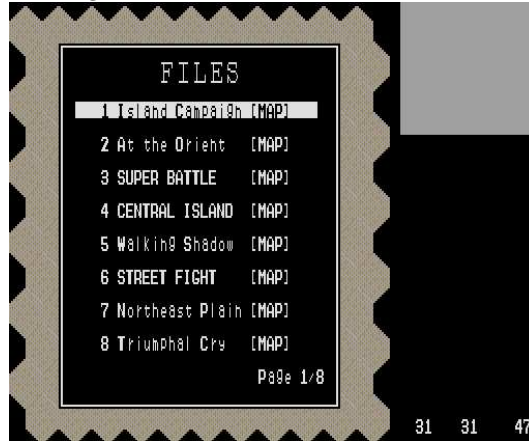 FILES
1 Island Campaign [MAP]
2 At the Orient [MAP]
3 SUPER BATTLE [MAP]
4 CENTRAL ISLAND [MAP]
5 Walking Shadow [MAP]
6 STREET FIGHT [MAP]
7 Northeast Plain [MAP]
8 Triumphal Cry [MAP]
Page 1/8
31 31 47